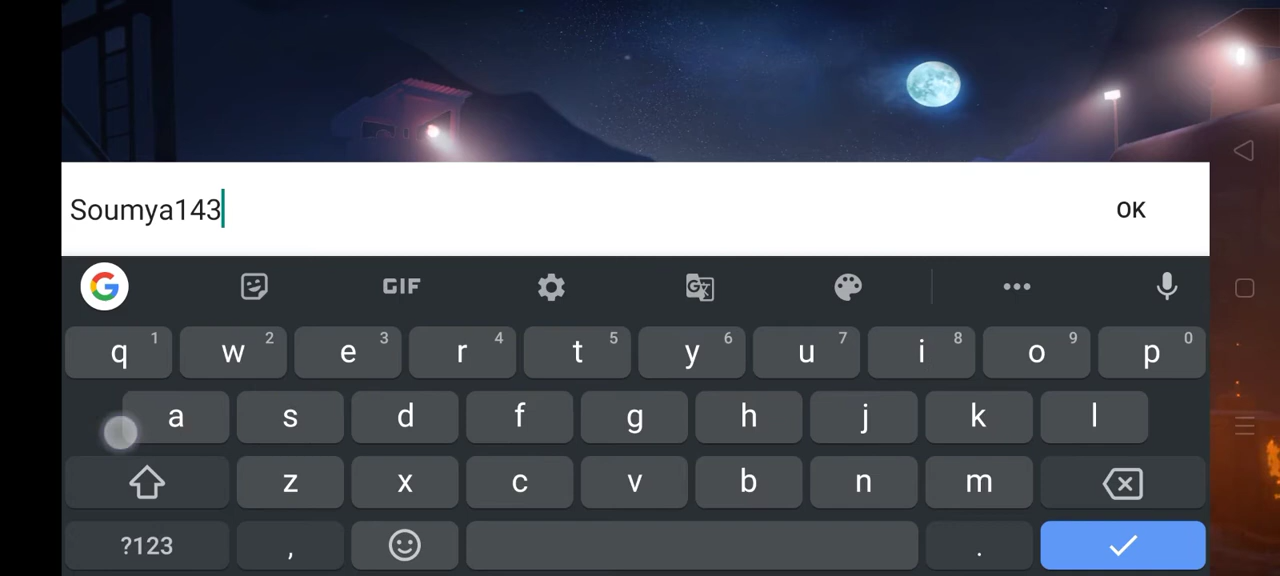 Soumya143
OK
GIF
q 1 w 2 e 3 r 4 t 5 y 6 u 7 i 8 o 9 p 0
a s d f g h j k l
z x c v b n m
?123 , .